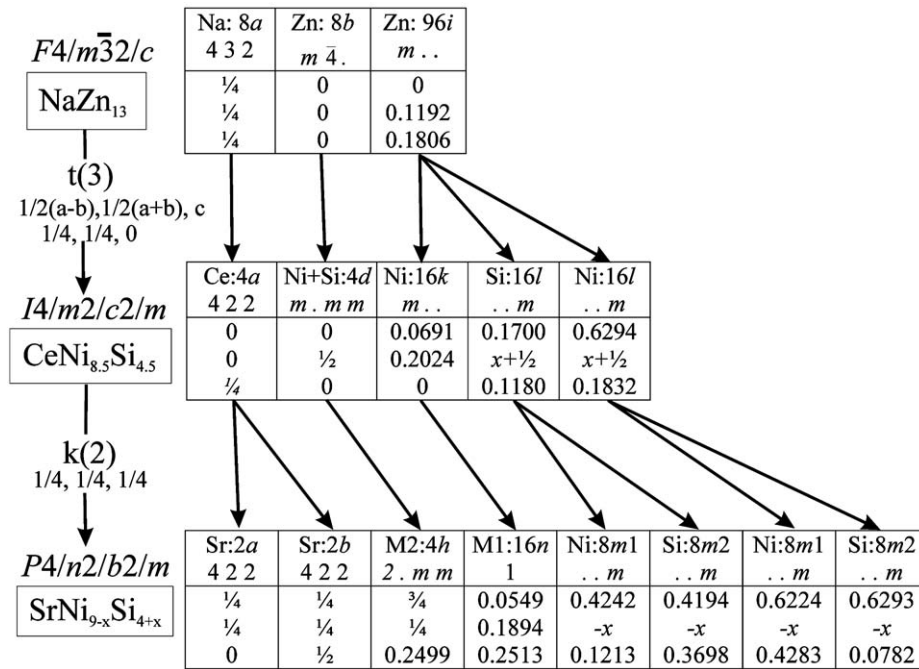 F4/m3̅2/c
NaZn₁₃
t(3)
1/2(a-b),1/2(a+b), c
1/4, 1/4, 0
I4/m2/c2/m
CeNi₈.₅Si₄.₅
k(2)
1/4, 1/4, 1/4
P4/n2/b2/m
SrNi₉₋ₓSi₄₊ₓ
Na: 8a Zn: 8b Zn: 96i
4 3 2 m 4̅ . m . .
¼ 0 0
¼ 0 0.1192
¼ 0 0.1806
Ce:4a Ni+Si:4d Ni:16k Si:16l Ni:16l
4 2 2 m . m m m . . . . m . . m
0 0 0.0691 0.1700 0.6294
0 ½ 0.2024 x+½ x+½
¼ 0 0 0.1180 0.1832
Sr:2a Sr:2b M2:4h M1:16n Ni:8m1 Si:8m2 Ni:8m1 Si:8m2
4 2 2 4 2 2 2 . m m 1 . . m . . m . . m . . m
¼ ¼ ¾ 0.0549 0.4242 0.4194 0.6224 0.6293
¼ ¼ ¼ 0.1894 -x -x -x -x
0 ½ 0.2499 0.2513 0.1213 0.3698 0.4283 0.0782